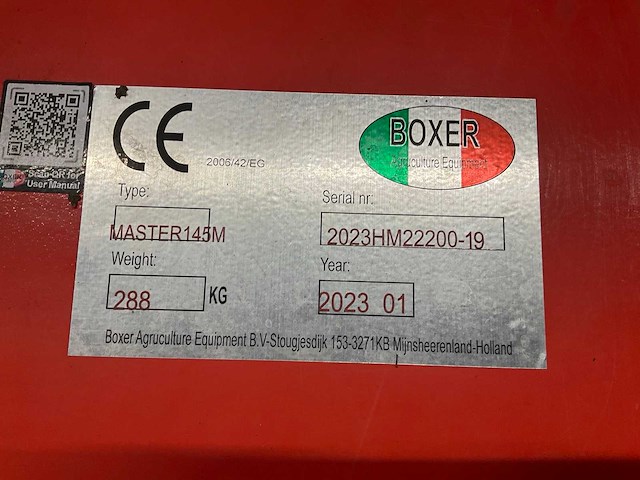 CE 2006/42/EG
BOXER
Agruculture Equipment
Scan QR for
User Manual
Type:
MASTER145M
Serial nr:
2023HM22200-19
Weight:
288 KG
Year:
2023 01
Boxer Agruculture Equipment B.V-Stougjesdijk 153-3271KB Mijnsheerenland-Holland